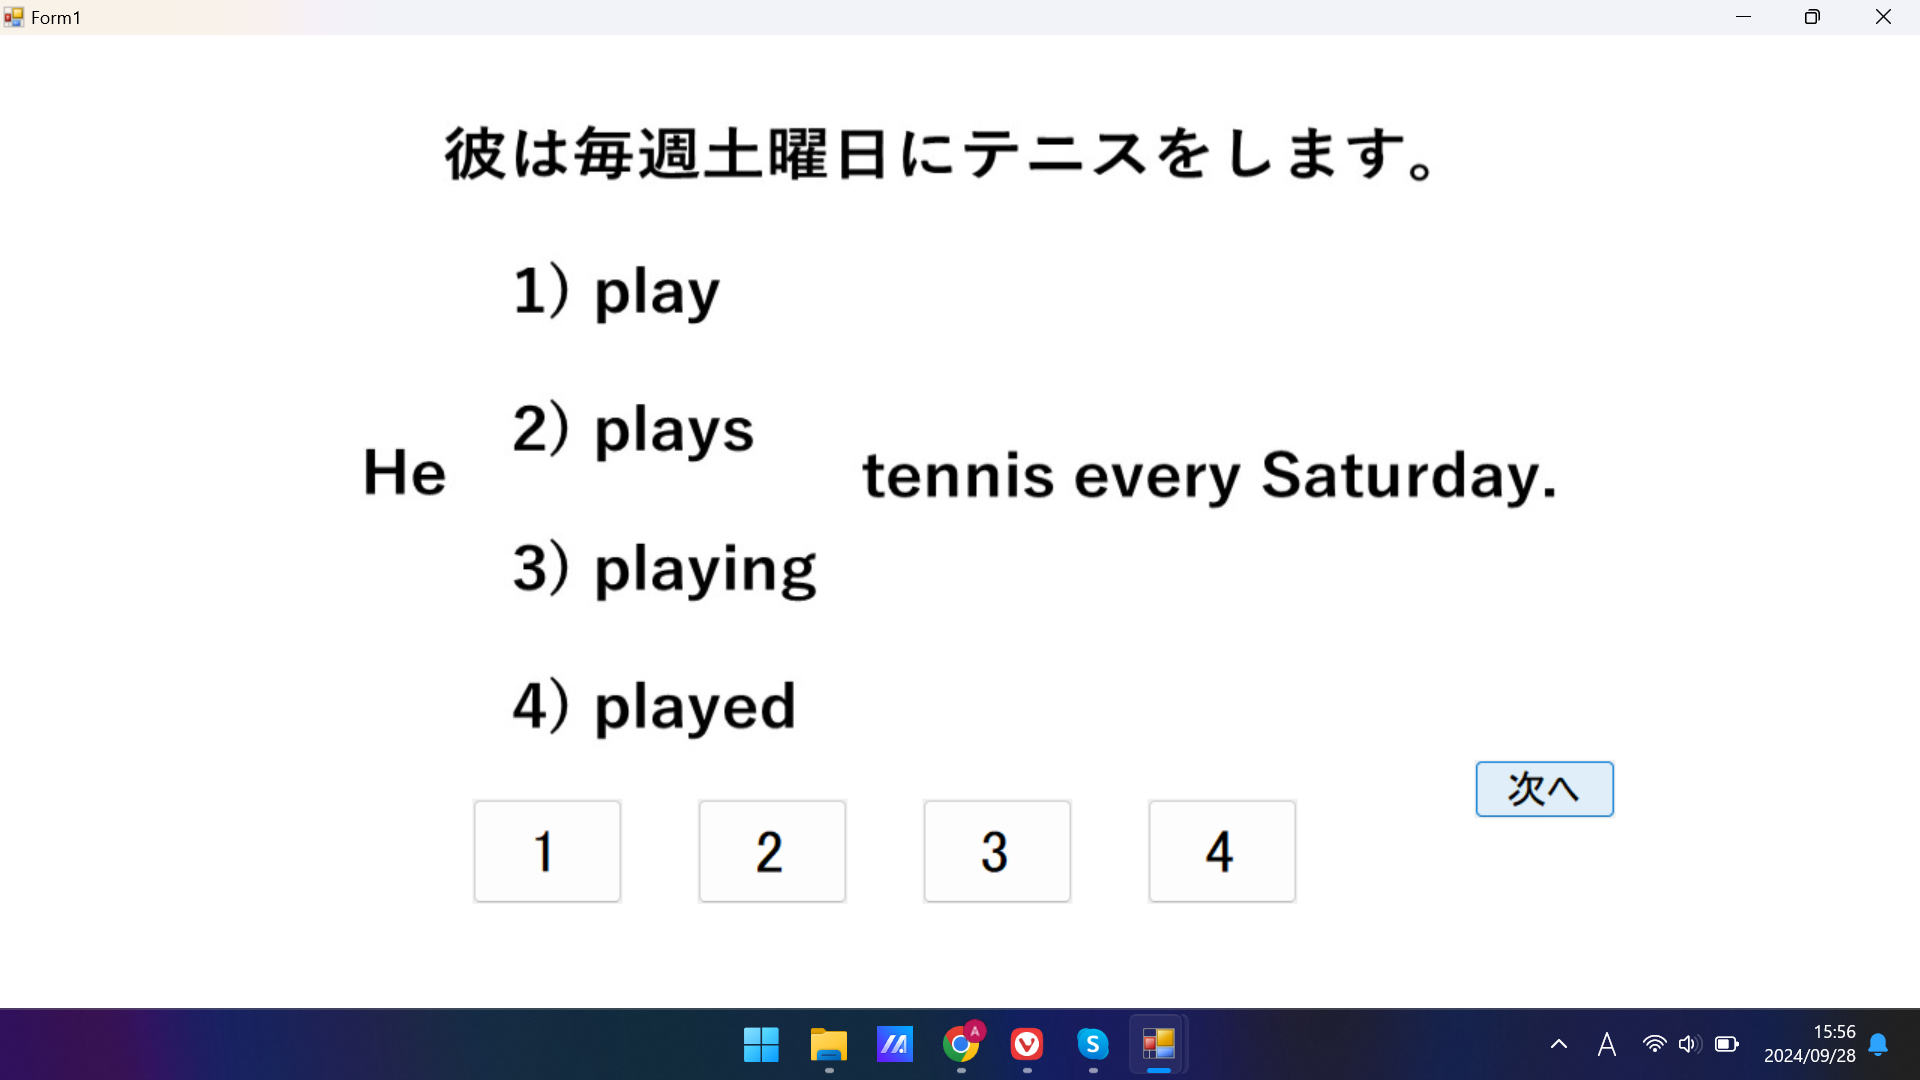 Form1
彼は毎週土曜日にテニスをします。
1) play
2) plays
He
tennis every Saturday.
3) playing
4) played
次へ
1
2
3
4
A
S
A
15:56
2024/09/28